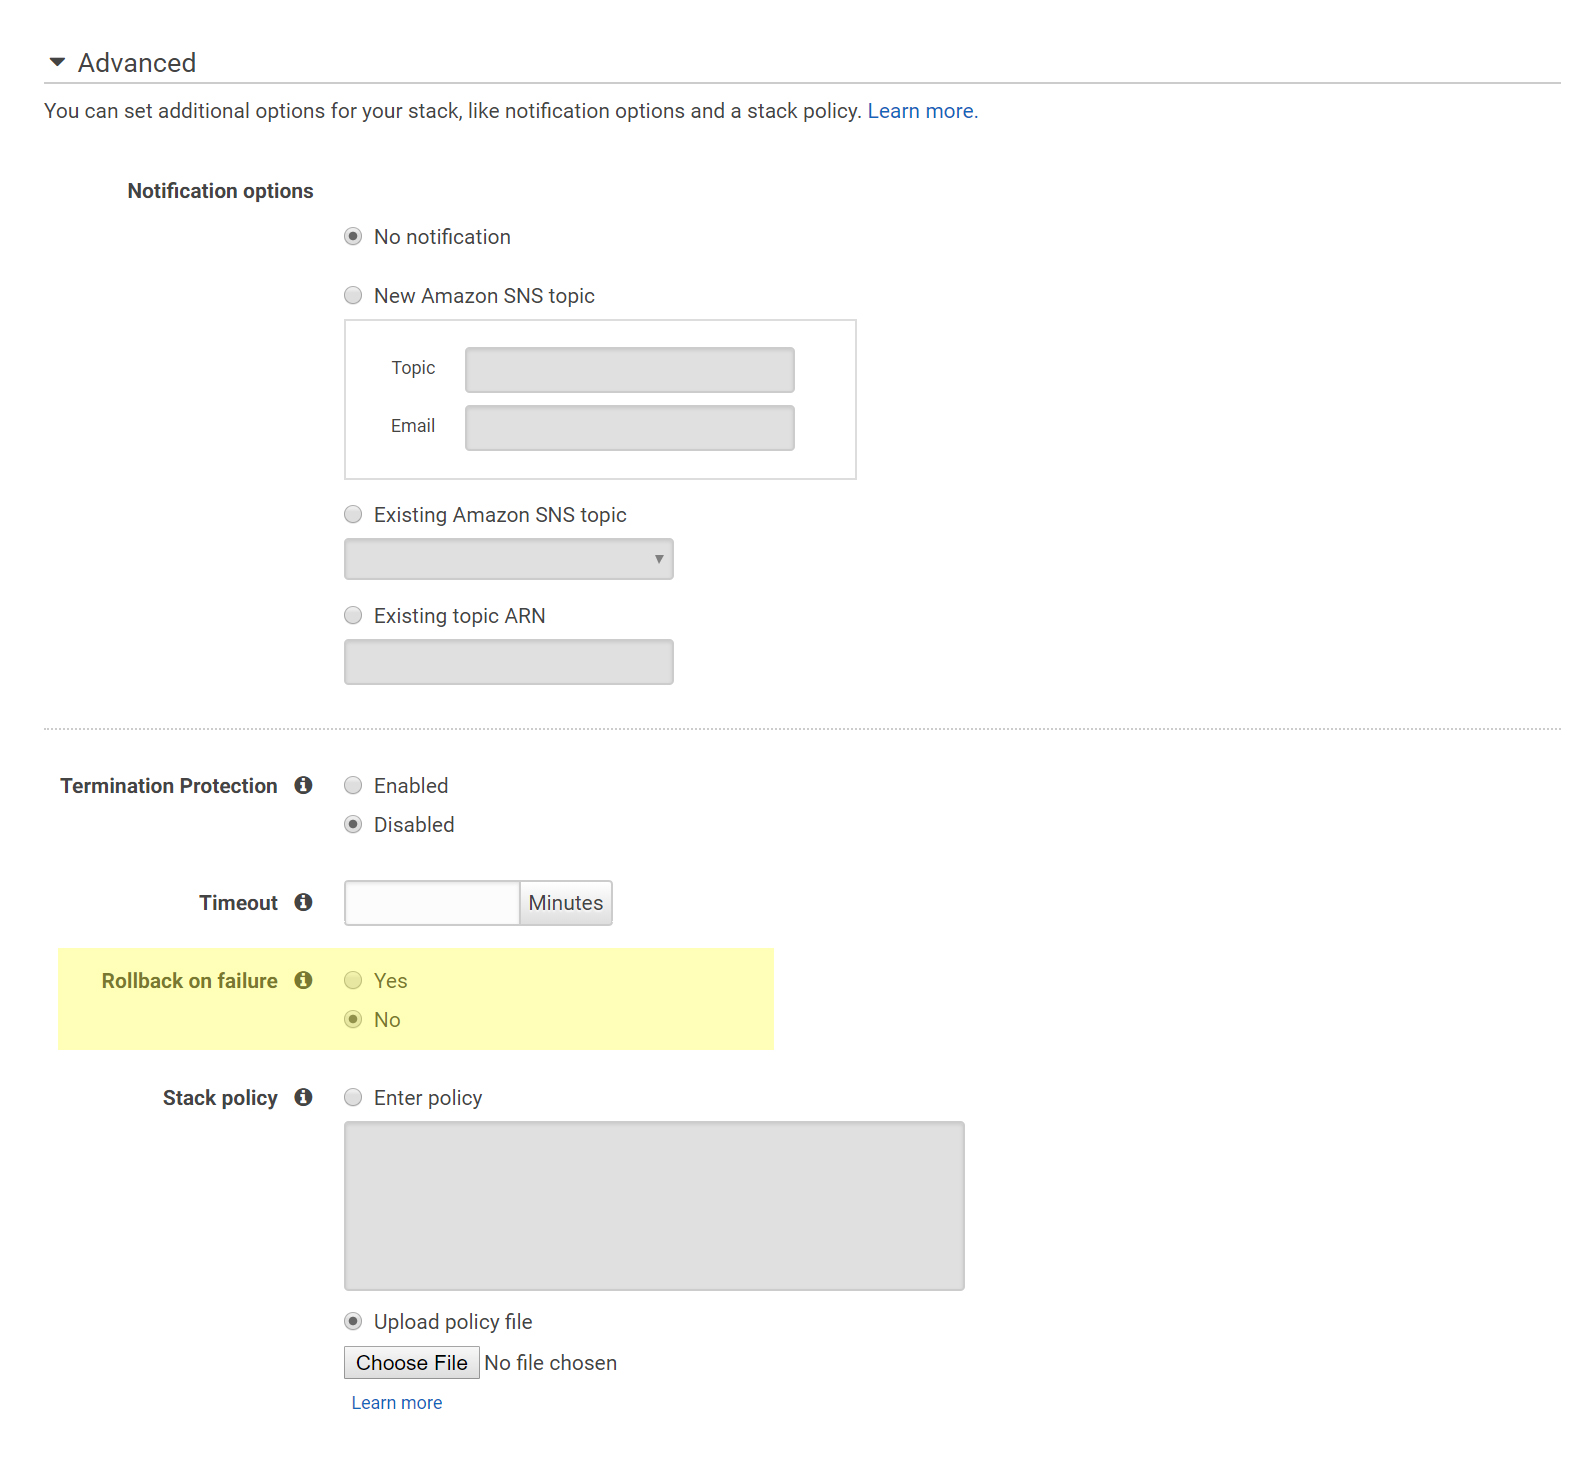 Advanced
You can set additional options for your stack, like notification options and a stack policy. Learn more.
Notification options
No notification
New Amazon SNS topic
Topic
Email
Existing Amazon SNS topic
Existing topic ARN
Termination Protection
Enabled
Disabled
Timeout
Minutes
Rollback on failure
Yes
No
Stack policy
Enter policy
Upload policy file
Choose File No file chosen
Learn more